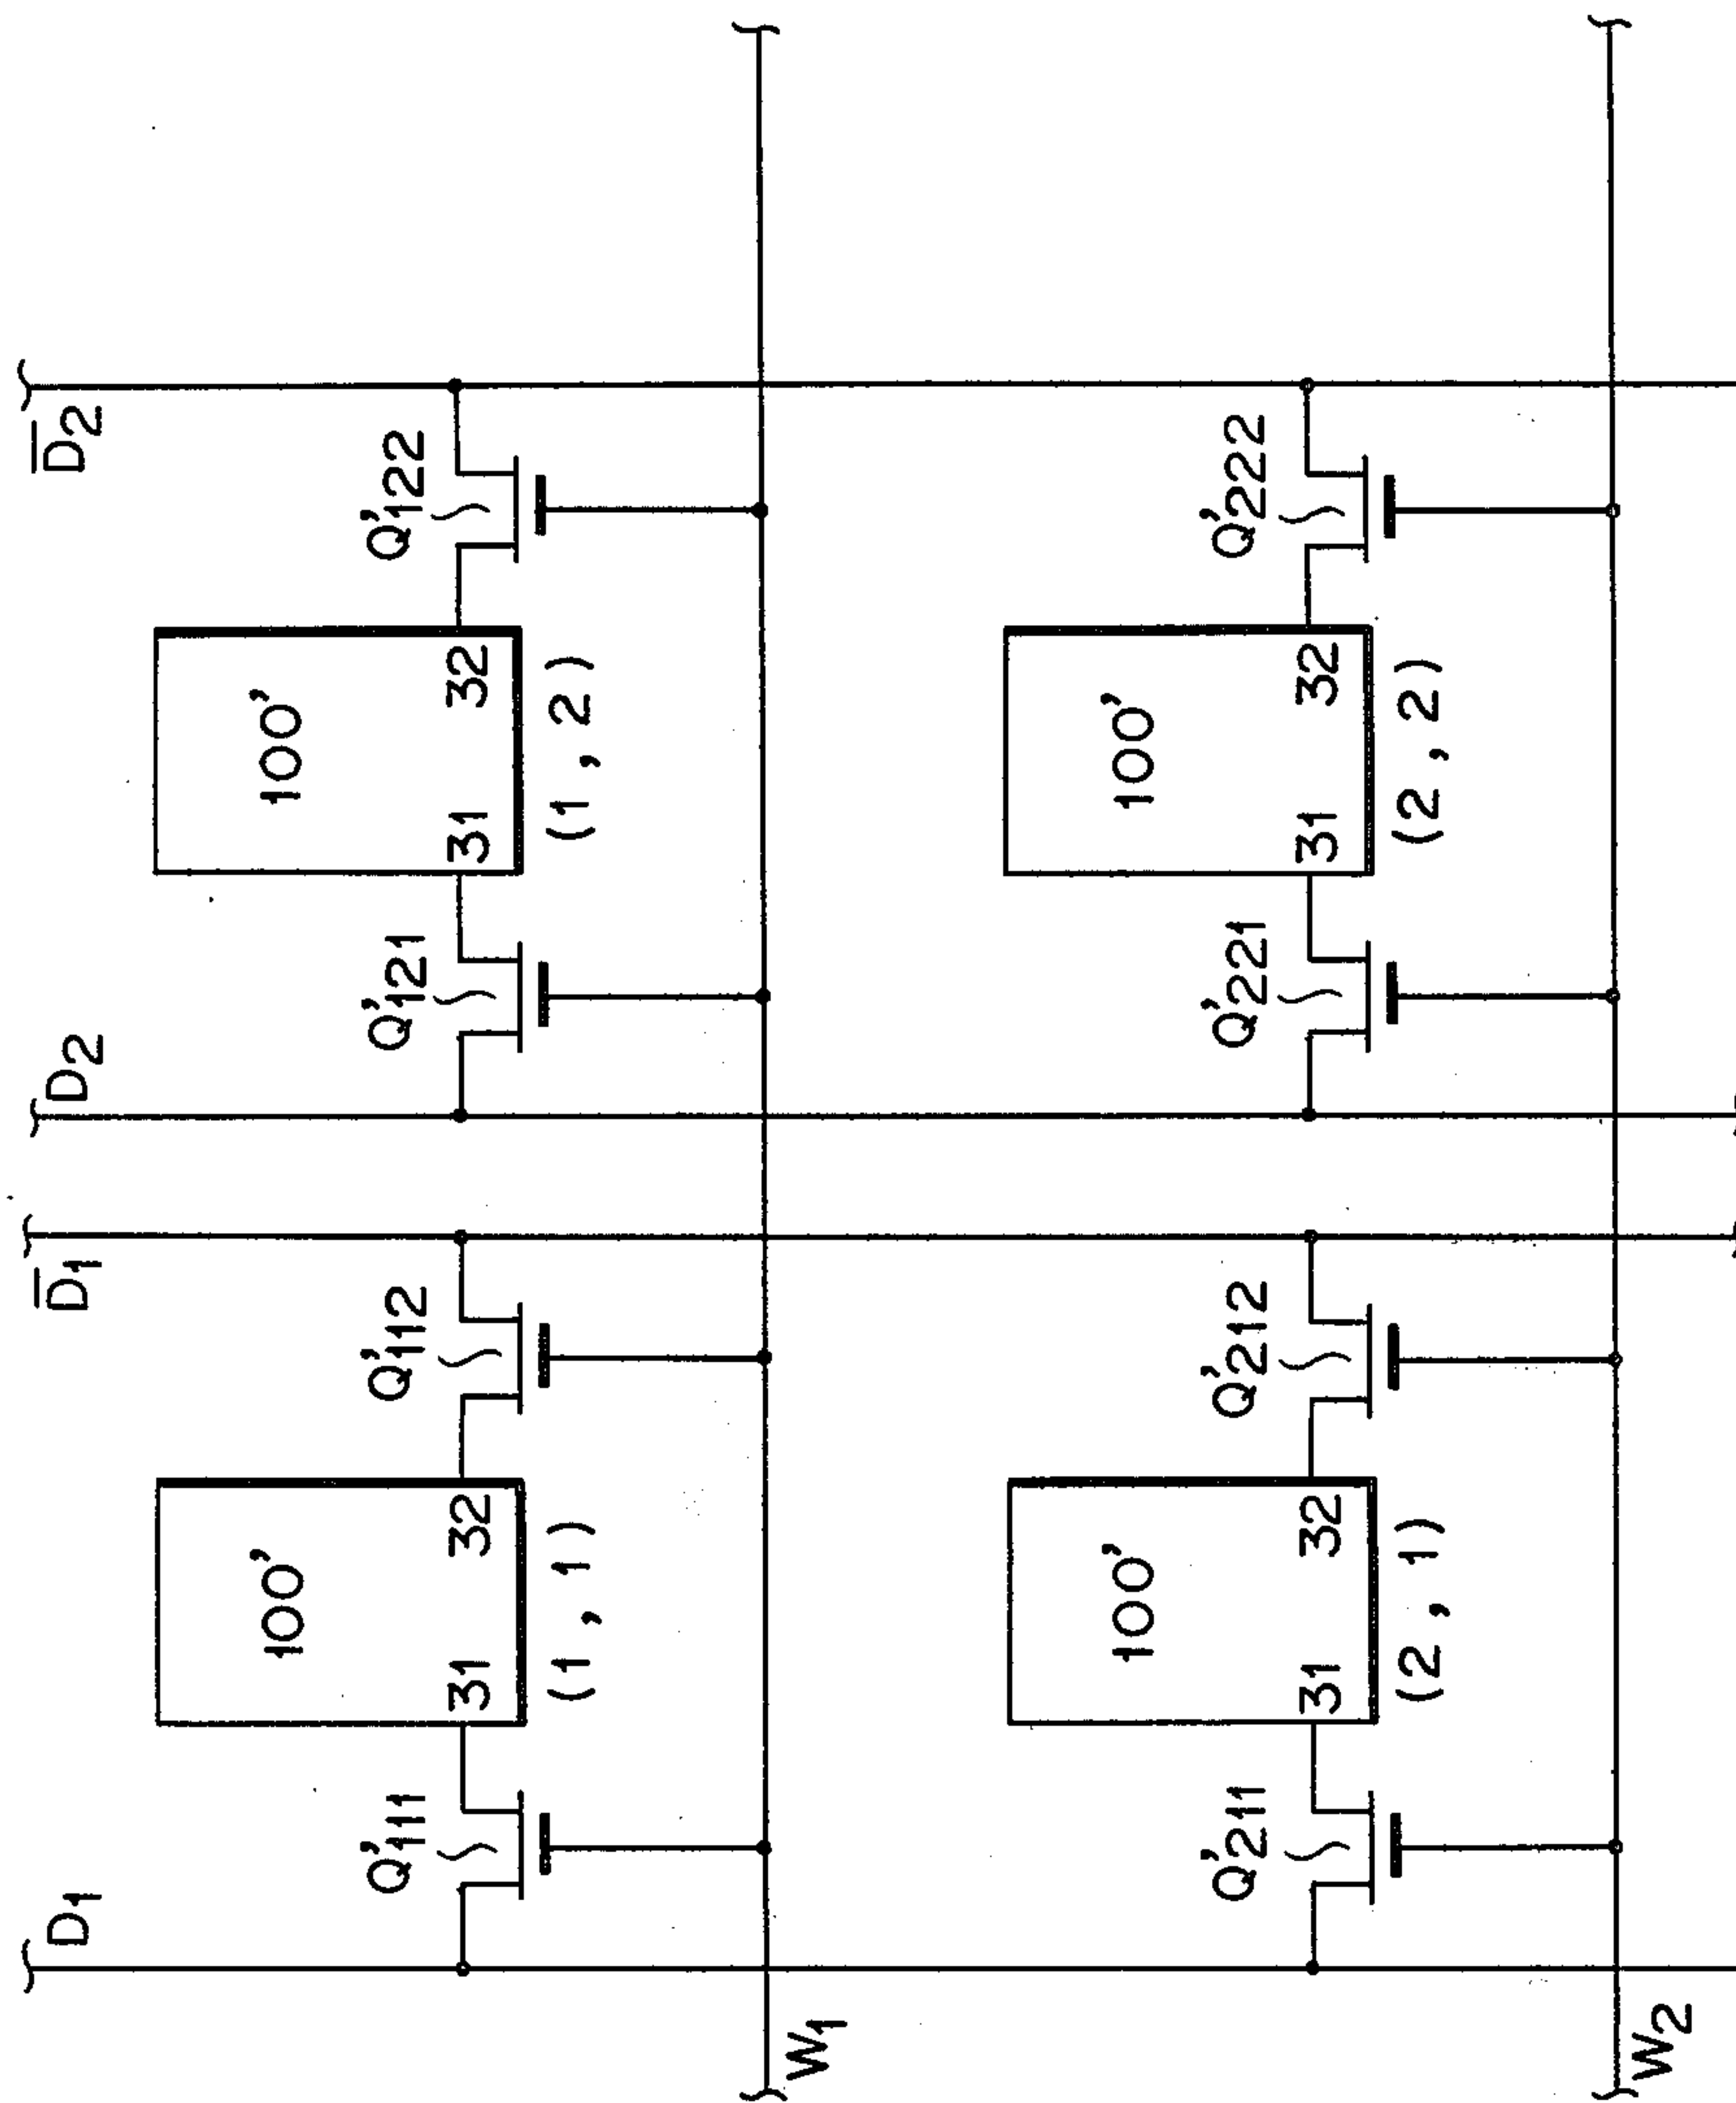 D1
D̅1
D2
D̅2
Q'111
100'
31
32
(1, 1)
Q'112
Q'121
100'
31
32
(1, 2)
Q'122
W1
Q'211
100'
31
32
(2, 1)
Q'212
Q'221
100'
31
32
(2, 2)
Q'222
W2